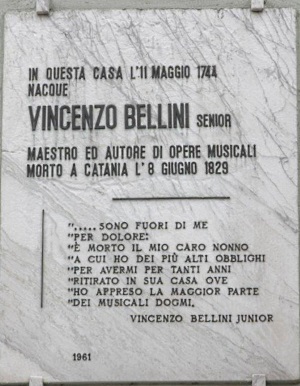 IN QUESTA CASA L'11 MAGGIO 1744
NACQUE
VINCENZO BELLINI SENIOR
MAESTRO ED AUTORE DI OPERE MUSICALI
MORTO A CATANIA L'8 GIUGNO 1829
"..... SONO FUORI DI ME
"PER DOLORE:
"È MORTO IL MIO CARO NONNO
"A CUI HO DEI PIÙ ALTI OBBLIGHI
"PER AVERMI PER TANTI ANNI
"RITIRATO IN SUA CASA OVE
"HO APPRESO LA MAGGIOR PARTE
"DEI MUSICALI DOGMI.
VINCENZO BELLINI JUNIOR
1961